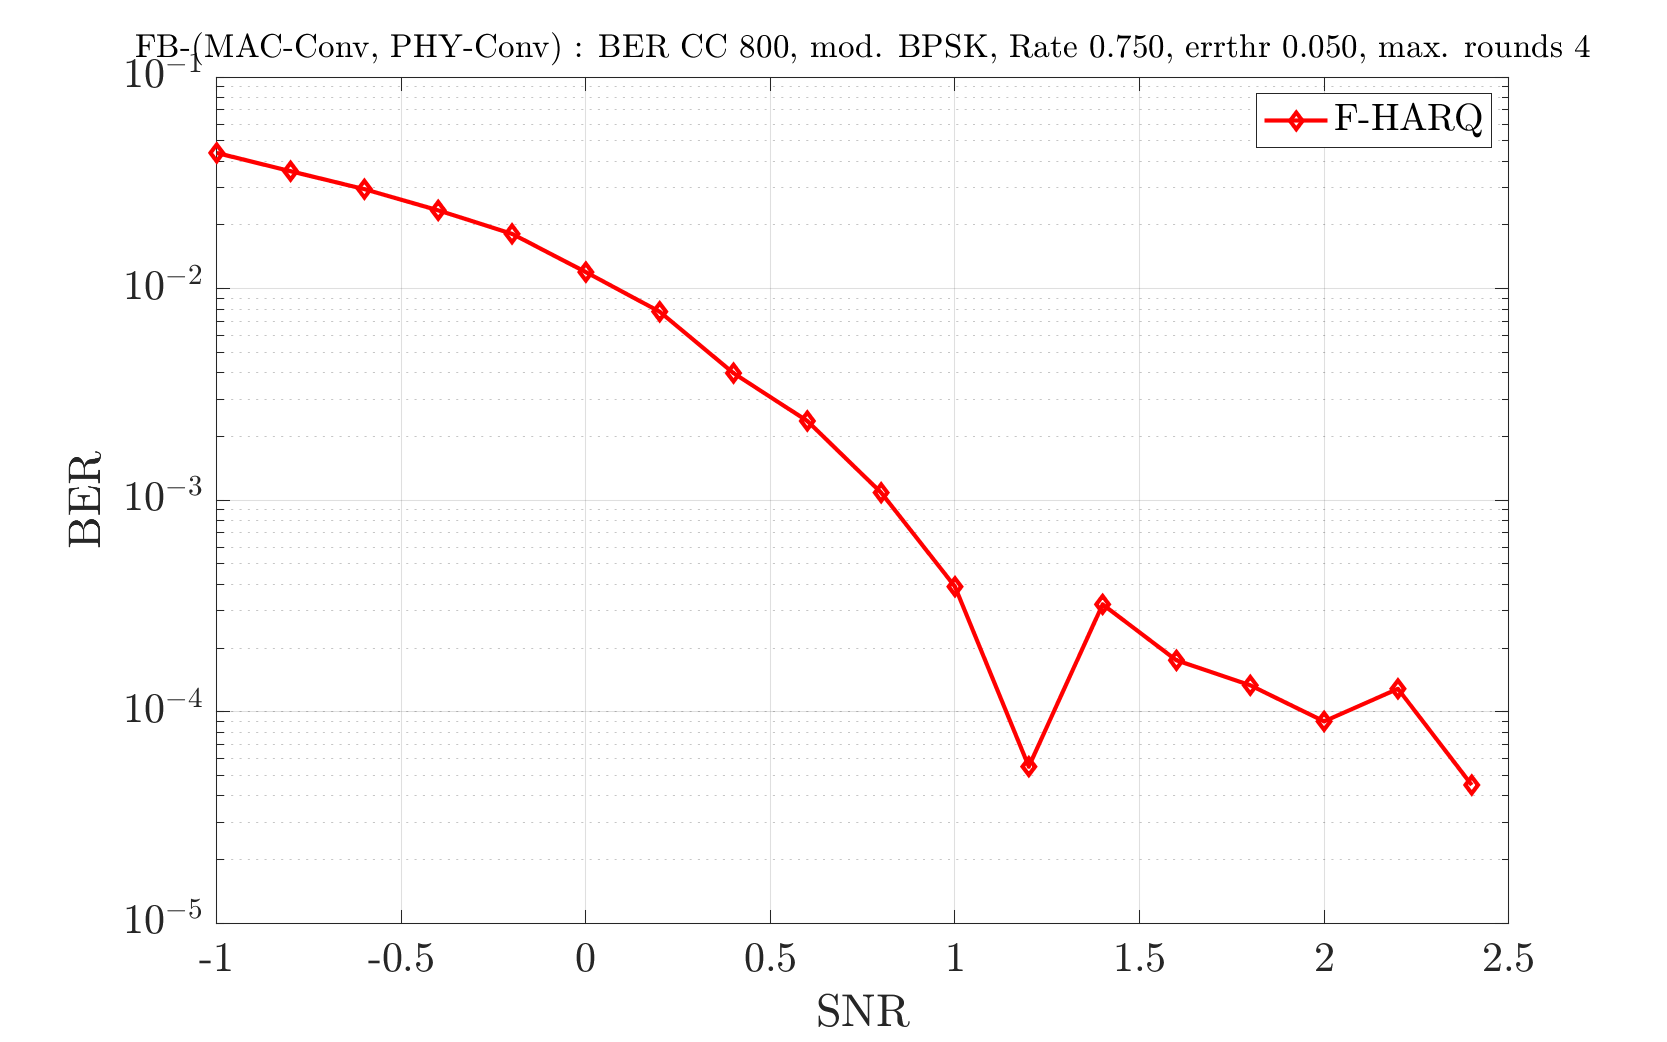 FB-(MAC-Conv, PHY-Conv) : BER CC 800, mod. BPSK, Rate 0.750, errthr 0.050, max. rounds 4
F-HARQ
BER
10^{-1}
10^{-2}
10^{-3}
10^{-4}
10^{-5}
-1 -0.5 0 0.5 1 1.5 2 2.5
SNR